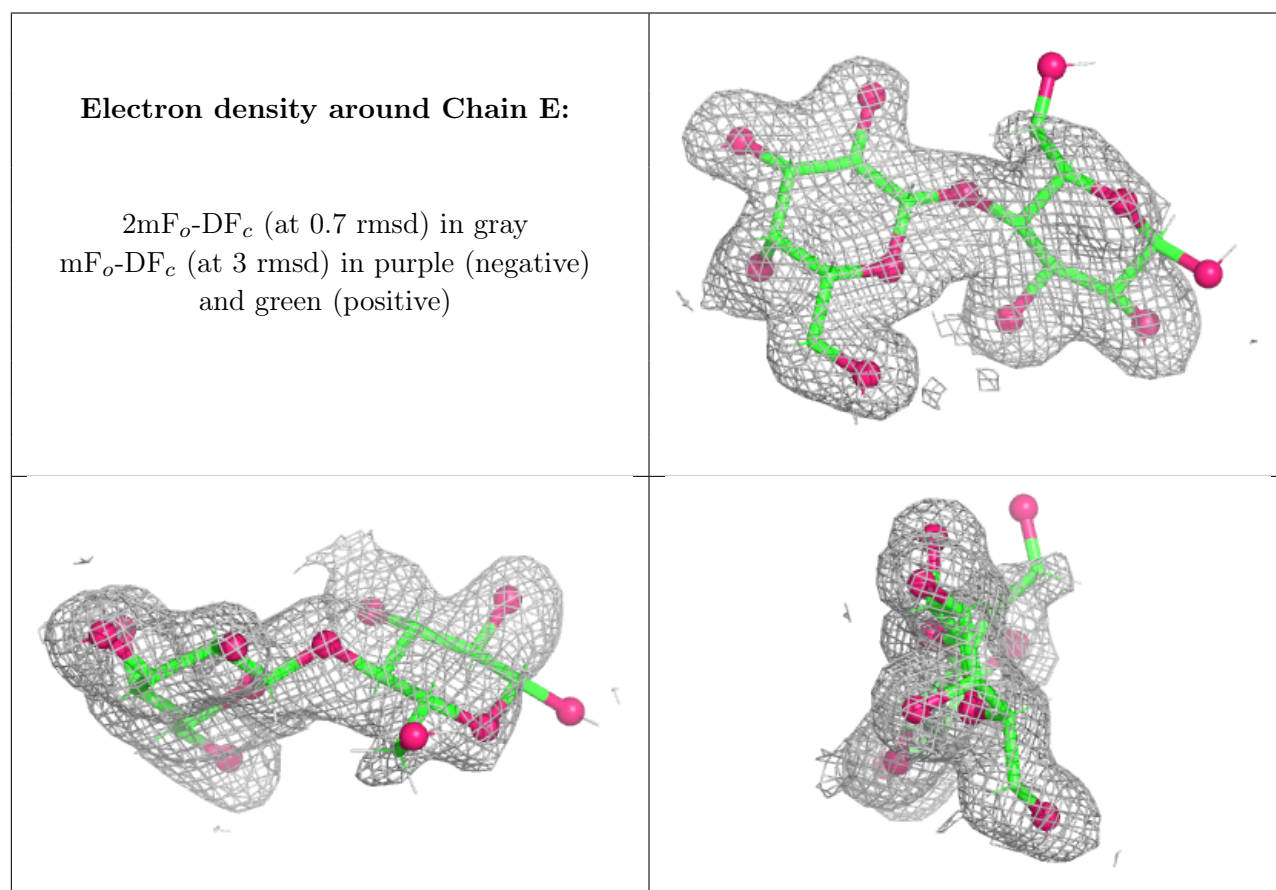 Electron density around Chain E:
2mFo-DFc (at 0.7 rmsd) in gray
mFo-DFc (at 3 rmsd) in purple (negative)
and green (positive)